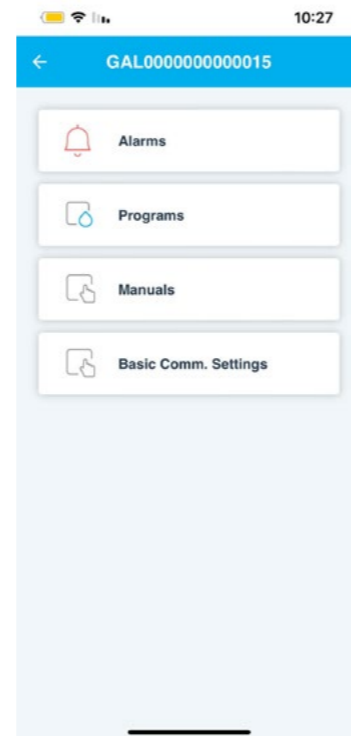 10:27
GAL0000000000015
Alarms
Programs
Manuals
Basic Comm. Settings